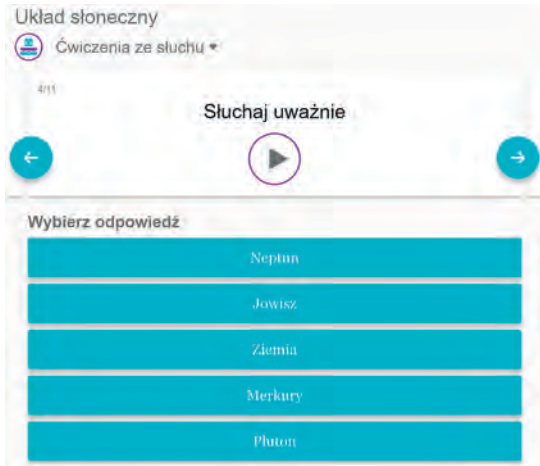 Układ słoneczny
Ćwiczenia ze słuchu
4/11
Słuchaj uważnie
Wybierz odpowiedź
Neptun
Jowisz
Ziemia
Merkury
Pluton